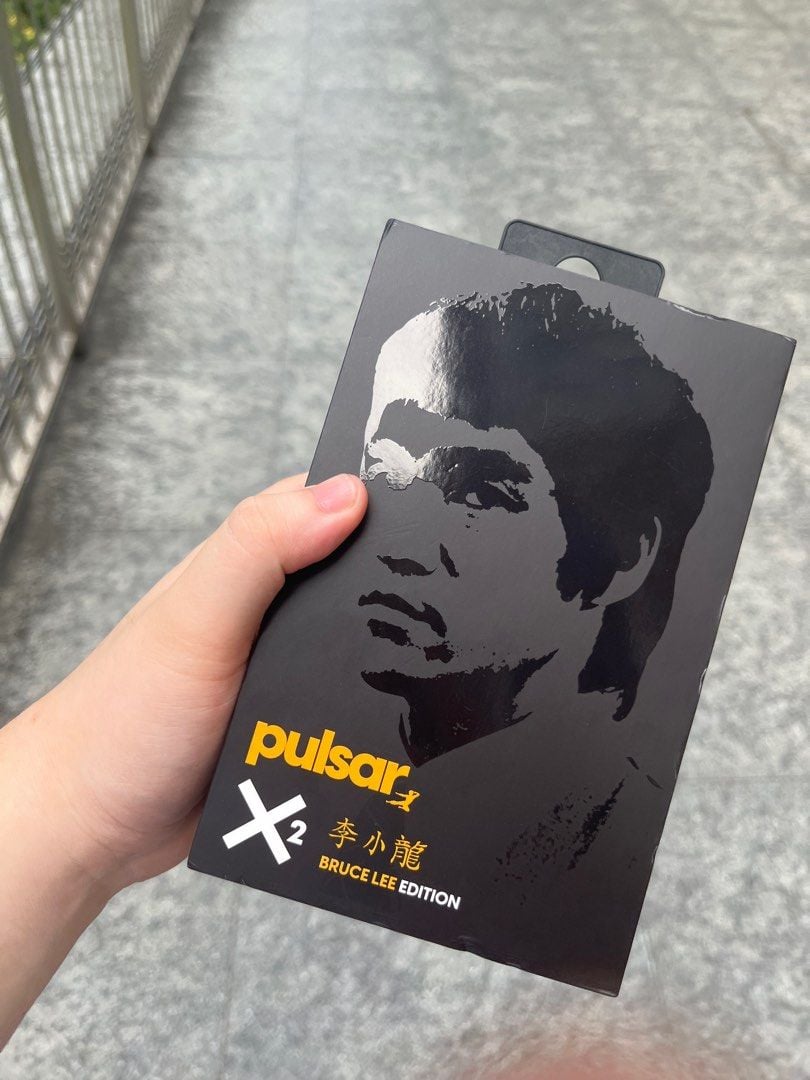 pulsar
X2
李小龍
BRUCE LEE EDITION